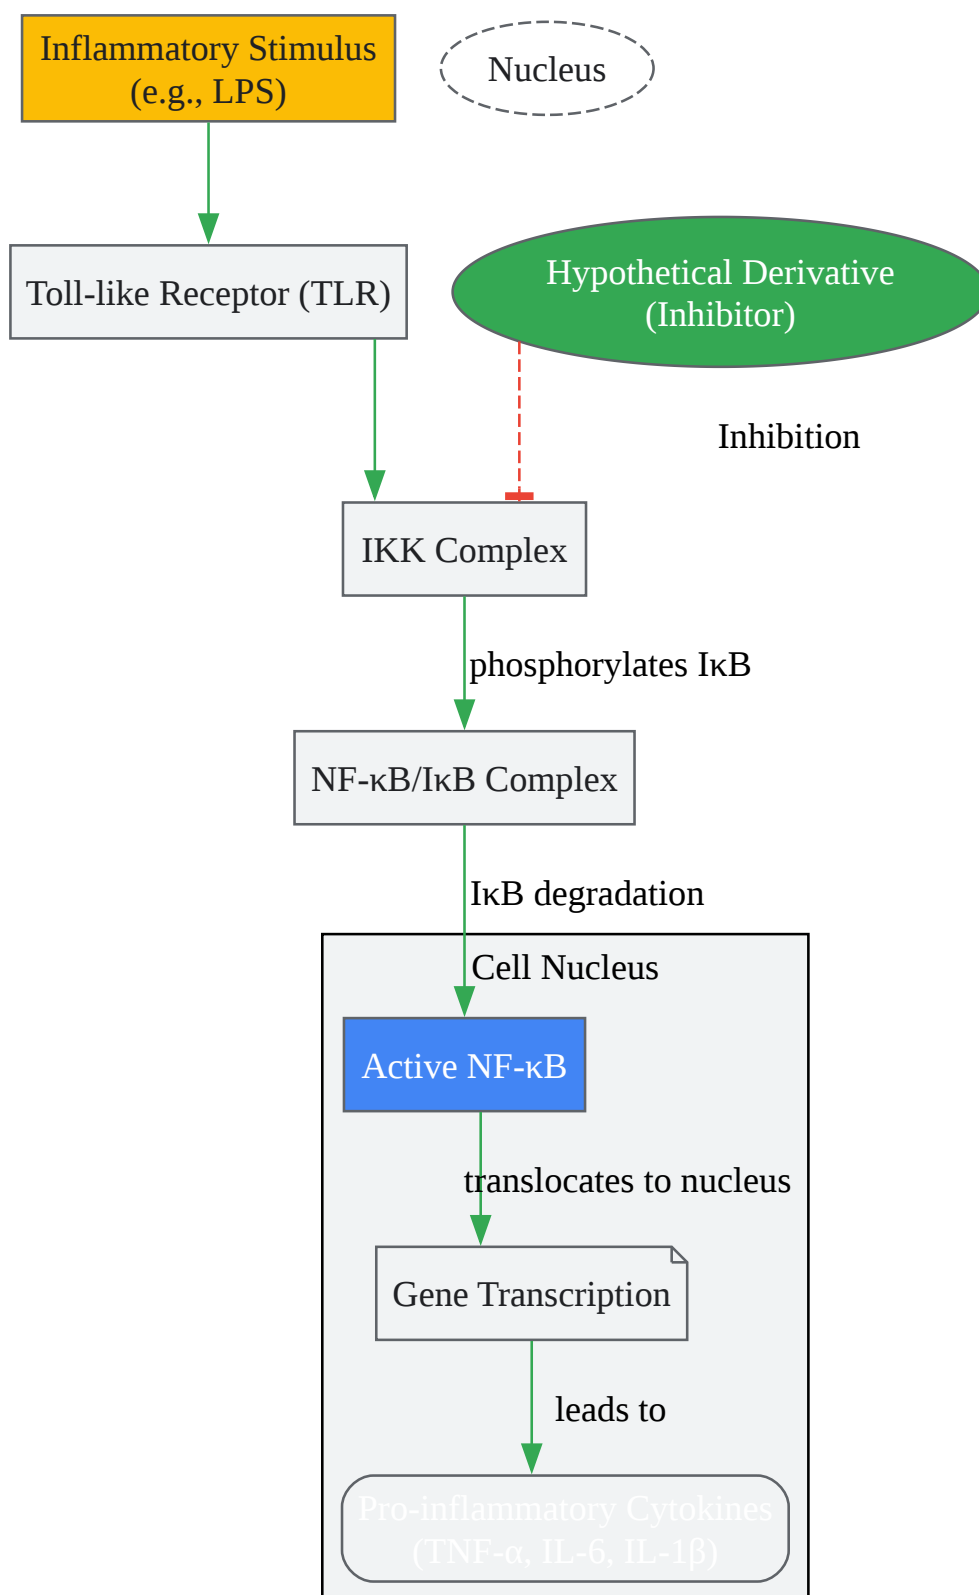 Inflammatory Stimulus
(e.g., LPS)
Nucleus
Toll-like Receptor (TLR)
Hypothetical Derivative
(Inhibitor)
Inhibition
IKK Complex
phosphorylates IκB
NF-κB/IκB Complex
IκB degradation
Cell Nucleus
Active NF-κB
translocates to nucleus
Gene Transcription
leads to
Pro-inflammatory Cytokines
(TNF-α, IL-6, IL-1β)